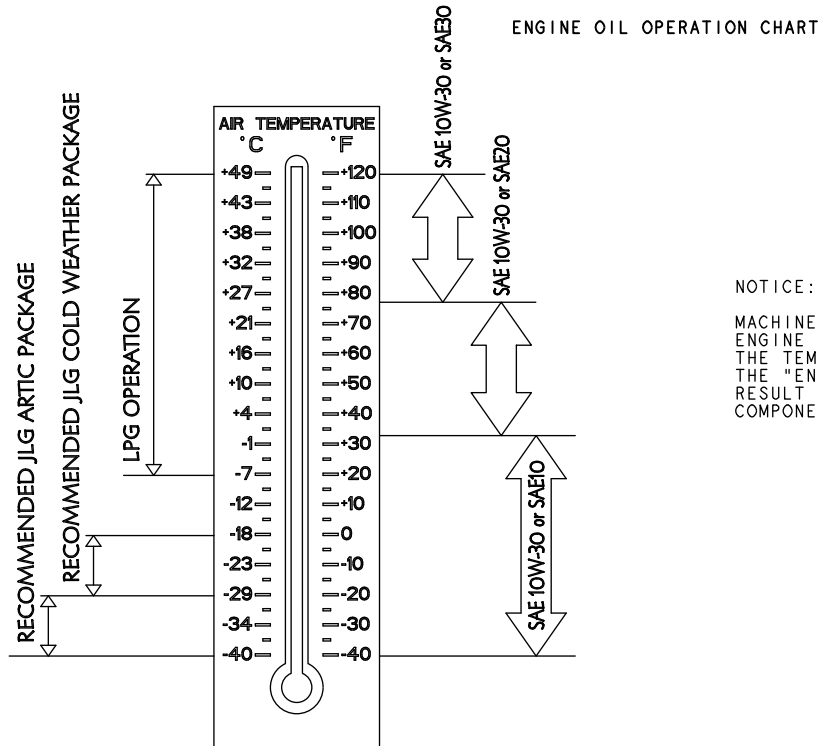 ENGINE OIL OPERATION CHART
AIR TEMPERATURE
°C °F
+49 +120
+43 +110
+38 +100
+32 +90
+27 +80
+21 +70
+16 +60
+10 +50
+4 +40
-1 +30
-7 +20
-12 +10
-18 0
-23 -10
-29 -20
-34 -30
-40 -40
RECOMMENDED JLG ARTIC PACKAGE
RECOMMENDED JLG COLD WEATHER PACKAGE
LPG OPERATION
SAE 10W-30 or SAE30
SAE 10W-30 or SAE20
SAE 10W-30 or SAE10
NOTICE:
MACHINE
ENGINE
THE TEM
THE "EN
RESULT
COMPONE